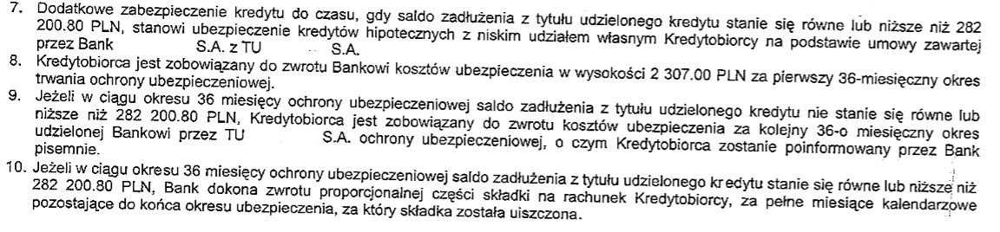 7. Dodatkowe zabezpieczenie kredytu do czasu, gdy saldo zadłużenia z tytułu udzielonego kredytu stanie się równe lub niższe niż 282
200.80 PLN, stanowi ubezpieczenie kredytów hipotecznych z niskim udziałem własnym Kredytobiorcy na podstawie umowy zawartej
przez Bank S.A. z TU S.A.
8. Kredytobiorca jest zobowiązany do zwrotu Bankowi kosztów ubezpieczenia w wysokości 2 307.00 PLN za pierwszy 36-miesięczny okres
trwania ochrony ubezpieczeniowej.
9. Jeżeli w ciągu okresu 36 miesięcy ochrony ubezpieczeniowej saldo zadłużenia z tytułu udzielonego kredytu nie stanie się równe lub
niższe niż 282 200.80 PLN, Kredytobiorca jest zobowiązany do zwrotu kosztów ubezpieczenia za kolejny 36-o miesięczny okres
udzielonej Bankowi przez TU S.A. ochrony ubezpieczeniowej, o czym Kredytobiorca zostanie poinformowany przez Bank
pisemnie.
10. Jeżeli w ciągu okresu 36 miesięcy ochrony ubezpieczeniowej saldo zadłużenia z tytułu udzielonego kredytu stanie się równe lub niższe niż
282 200.80 PLN, Bank dokona zwrotu proporcjonalnej części składki na rachunek Kredytobiorcy, za pełne miesiące kalendarzowe
pozostające do końca okresu ubezpieczenia, za który składka została uiszczona.